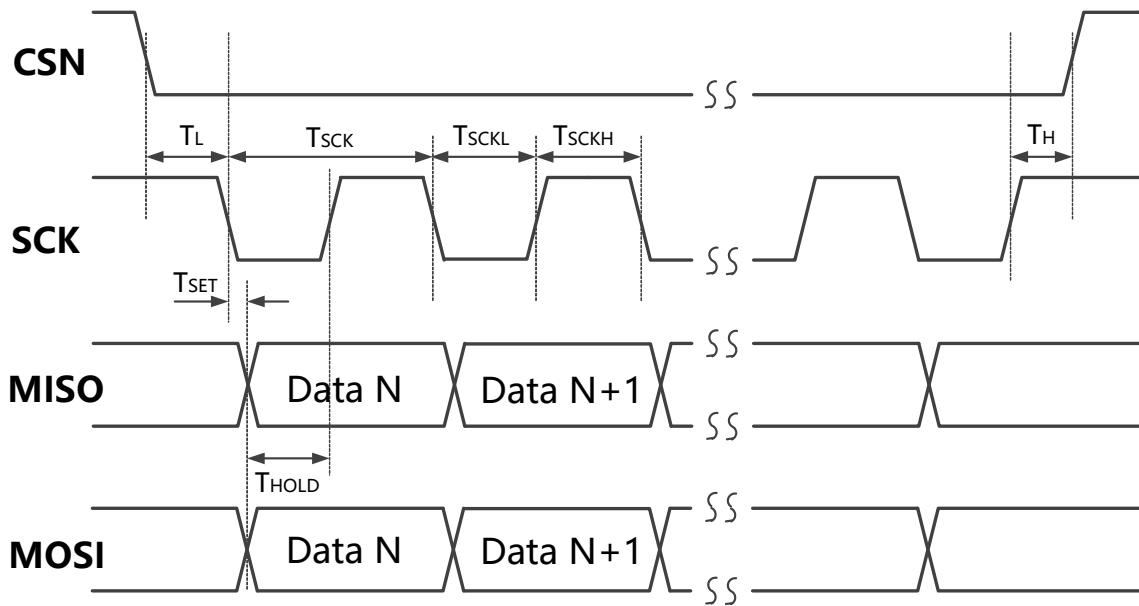 CSN
TL
TSCK
TSCKL
TSCKH
TH
SCK
TSET
MISO
Data N
Data N+1
THOLD
MOSI
Data N
Data N+1